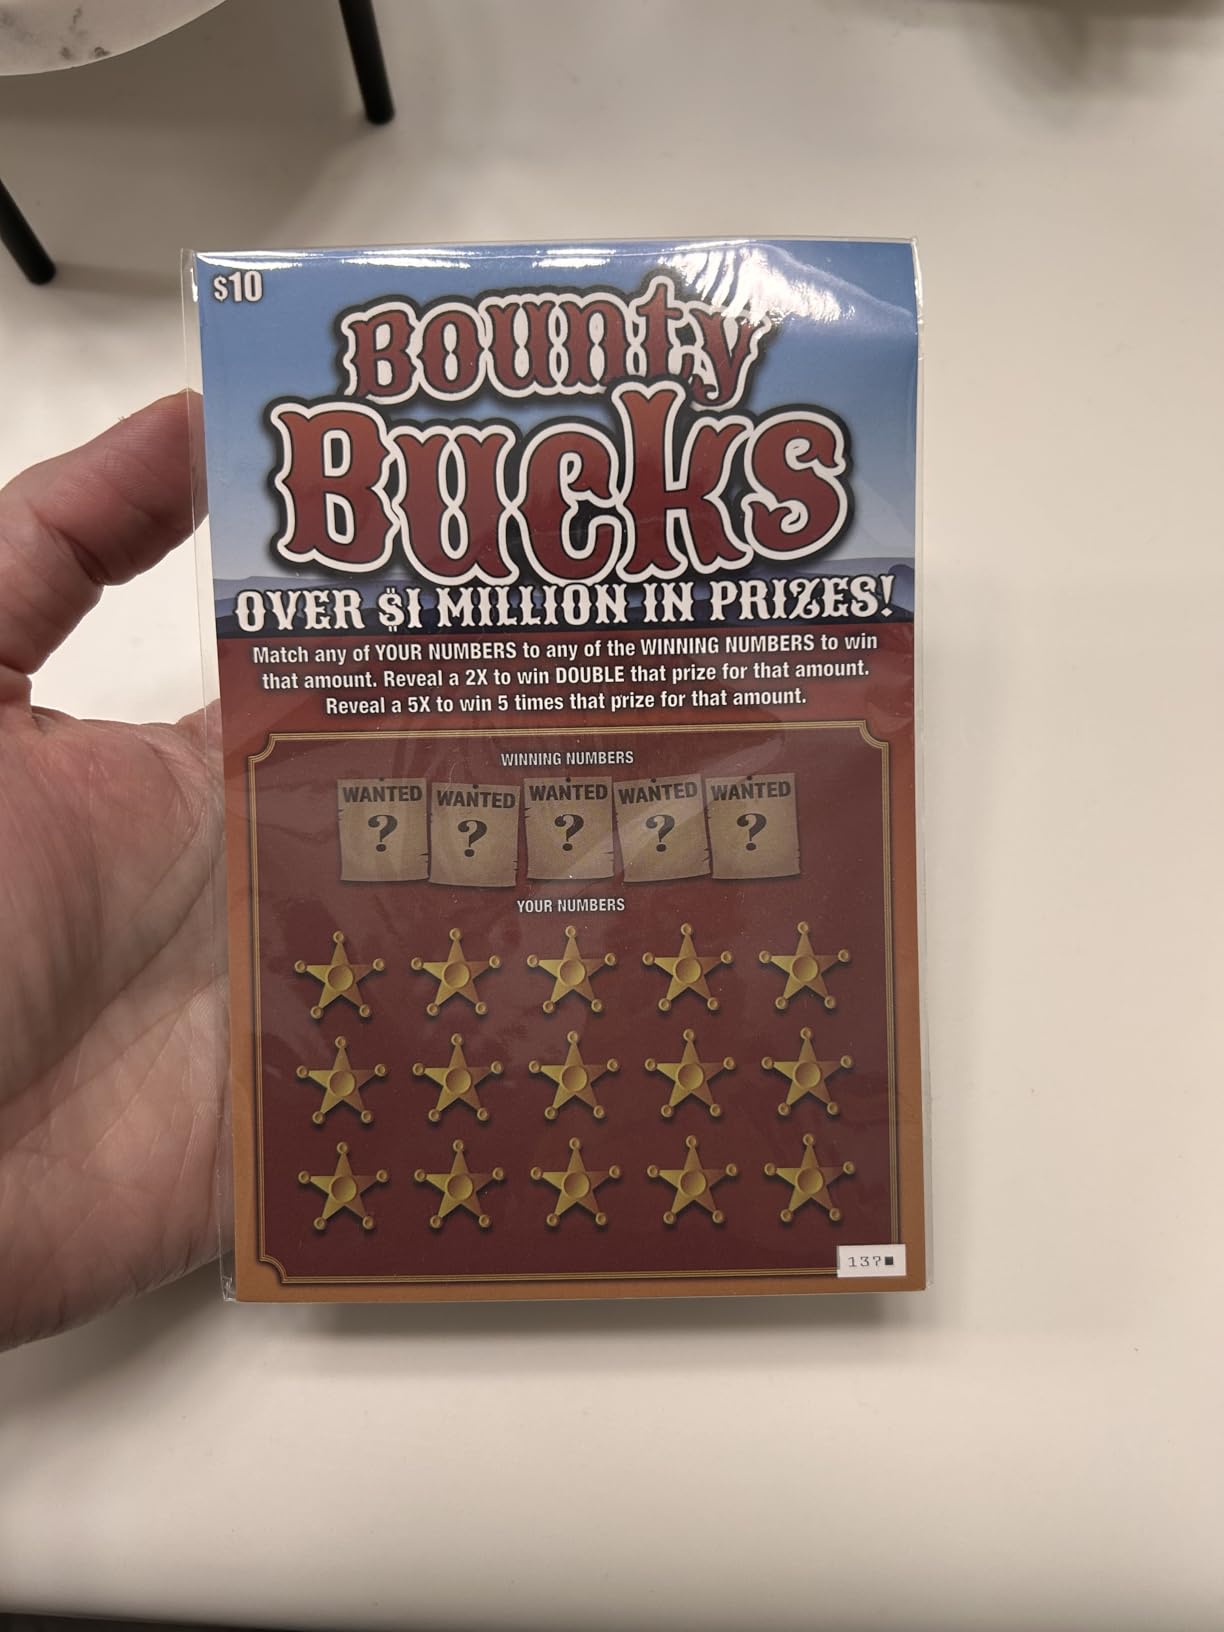 $10
Bounty
Bucks
OVER $1 MILLION IN PRIZES!
Match any of YOUR NUMBERS to any of the WINNING NUMBERS to win
that amount. Reveal a 2X to win DOUBLE that prize for that amount.
Reveal a 5X to win 5 times that prize for that amount.
WINNING NUMBERS
WANTED WANTED WANTED WANTED WANTED
? ? ? ? ?
YOUR NUMBERS
137■